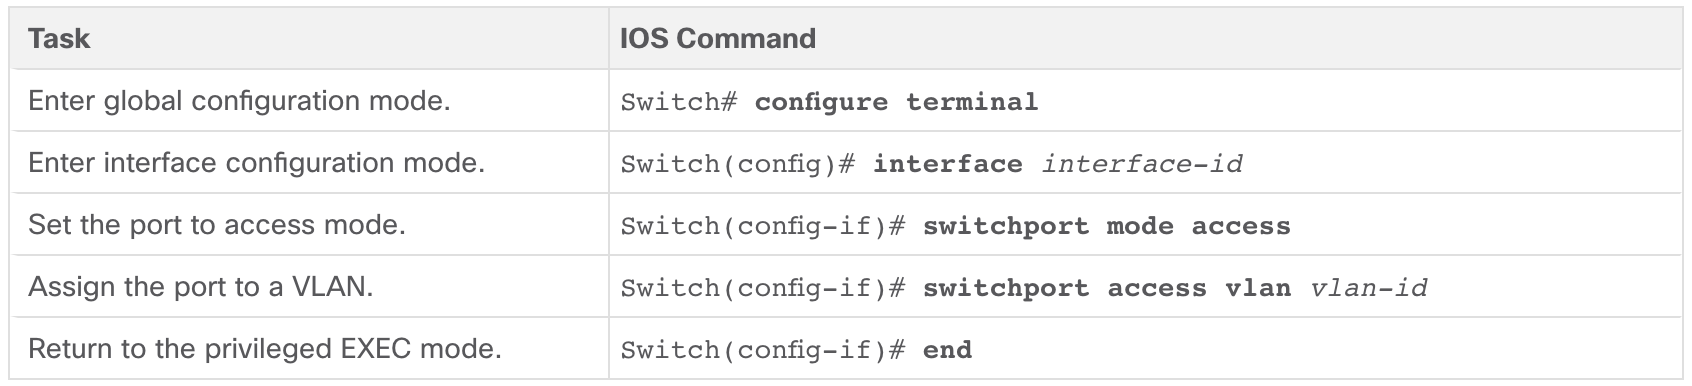 Task IOS Command
Enter global configuration mode. Switch# configure terminal
Enter interface configuration mode. Switch(config)# interface interface-id
Set the port to access mode. Switch(config-if)# switchport mode access
Assign the port to a VLAN. Switch(config-if)# switchport access vlan vlan-id
Return to the privileged EXEC mode. Switch(config-if)# end